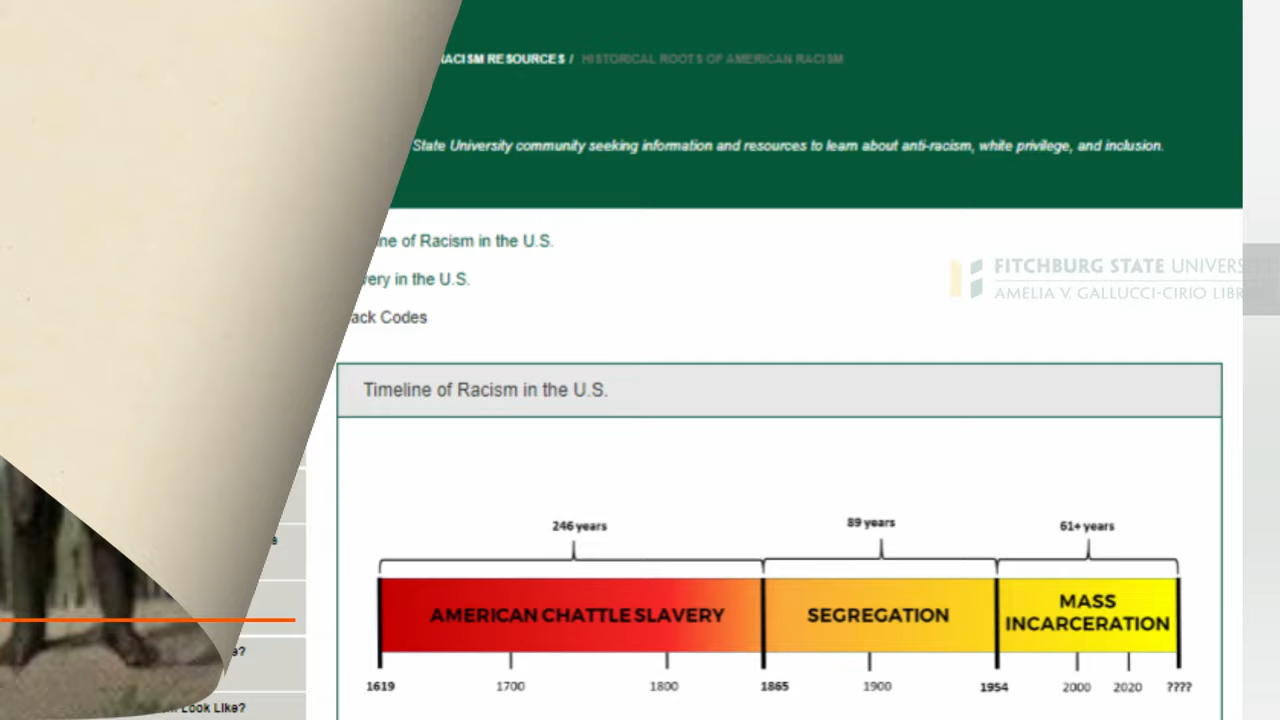 RACISM RESOURCES / HISTORICAL ROOTS OF AMERICAN RACISM
State University community seeking information and resources to learn about anti-racism, white privilege, and inclusion.
ne of Racism in the U.S.
very in the U.S.
ack Codes
FITCHBURG STATE UNIVERSITY
AMELIA V. GALLUCCI-CIRIO LIBR
Timeline of Racism in the U.S.
246 years 89 years 61+ years
AMERICAN CHATTLE SLAVERY SEGREGATION MASS INCARCERATION
1619 1700 1800 1865 1900 1954 2000 2020 ????
e?
Look Like?